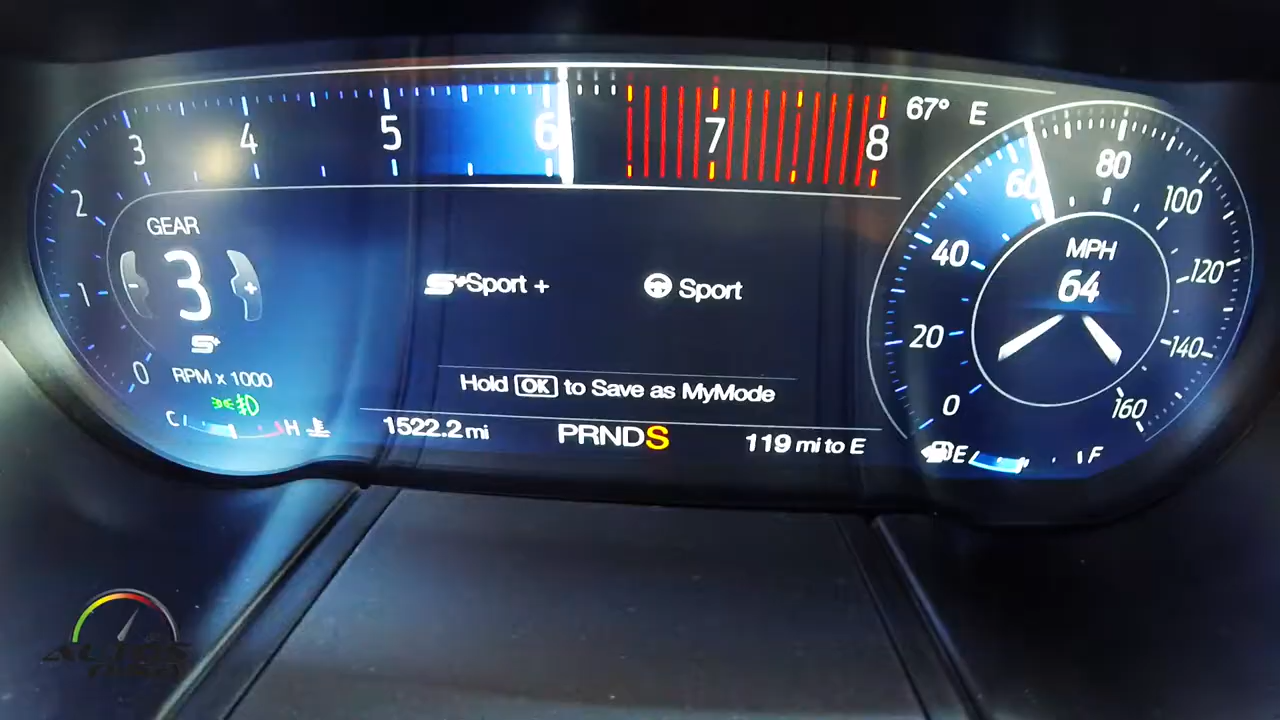 3 4 5 6 7 8
67° E
2
1
0
GEAR
- 3 +
S+
RPM x 1000
C H
S+ Sport +
Sport
Hold OK to Save as MyMode
1522.2 mi
PRNDS
119 mi to E
0 20 40 60 80 100 120 140 160
MPH
64
E F